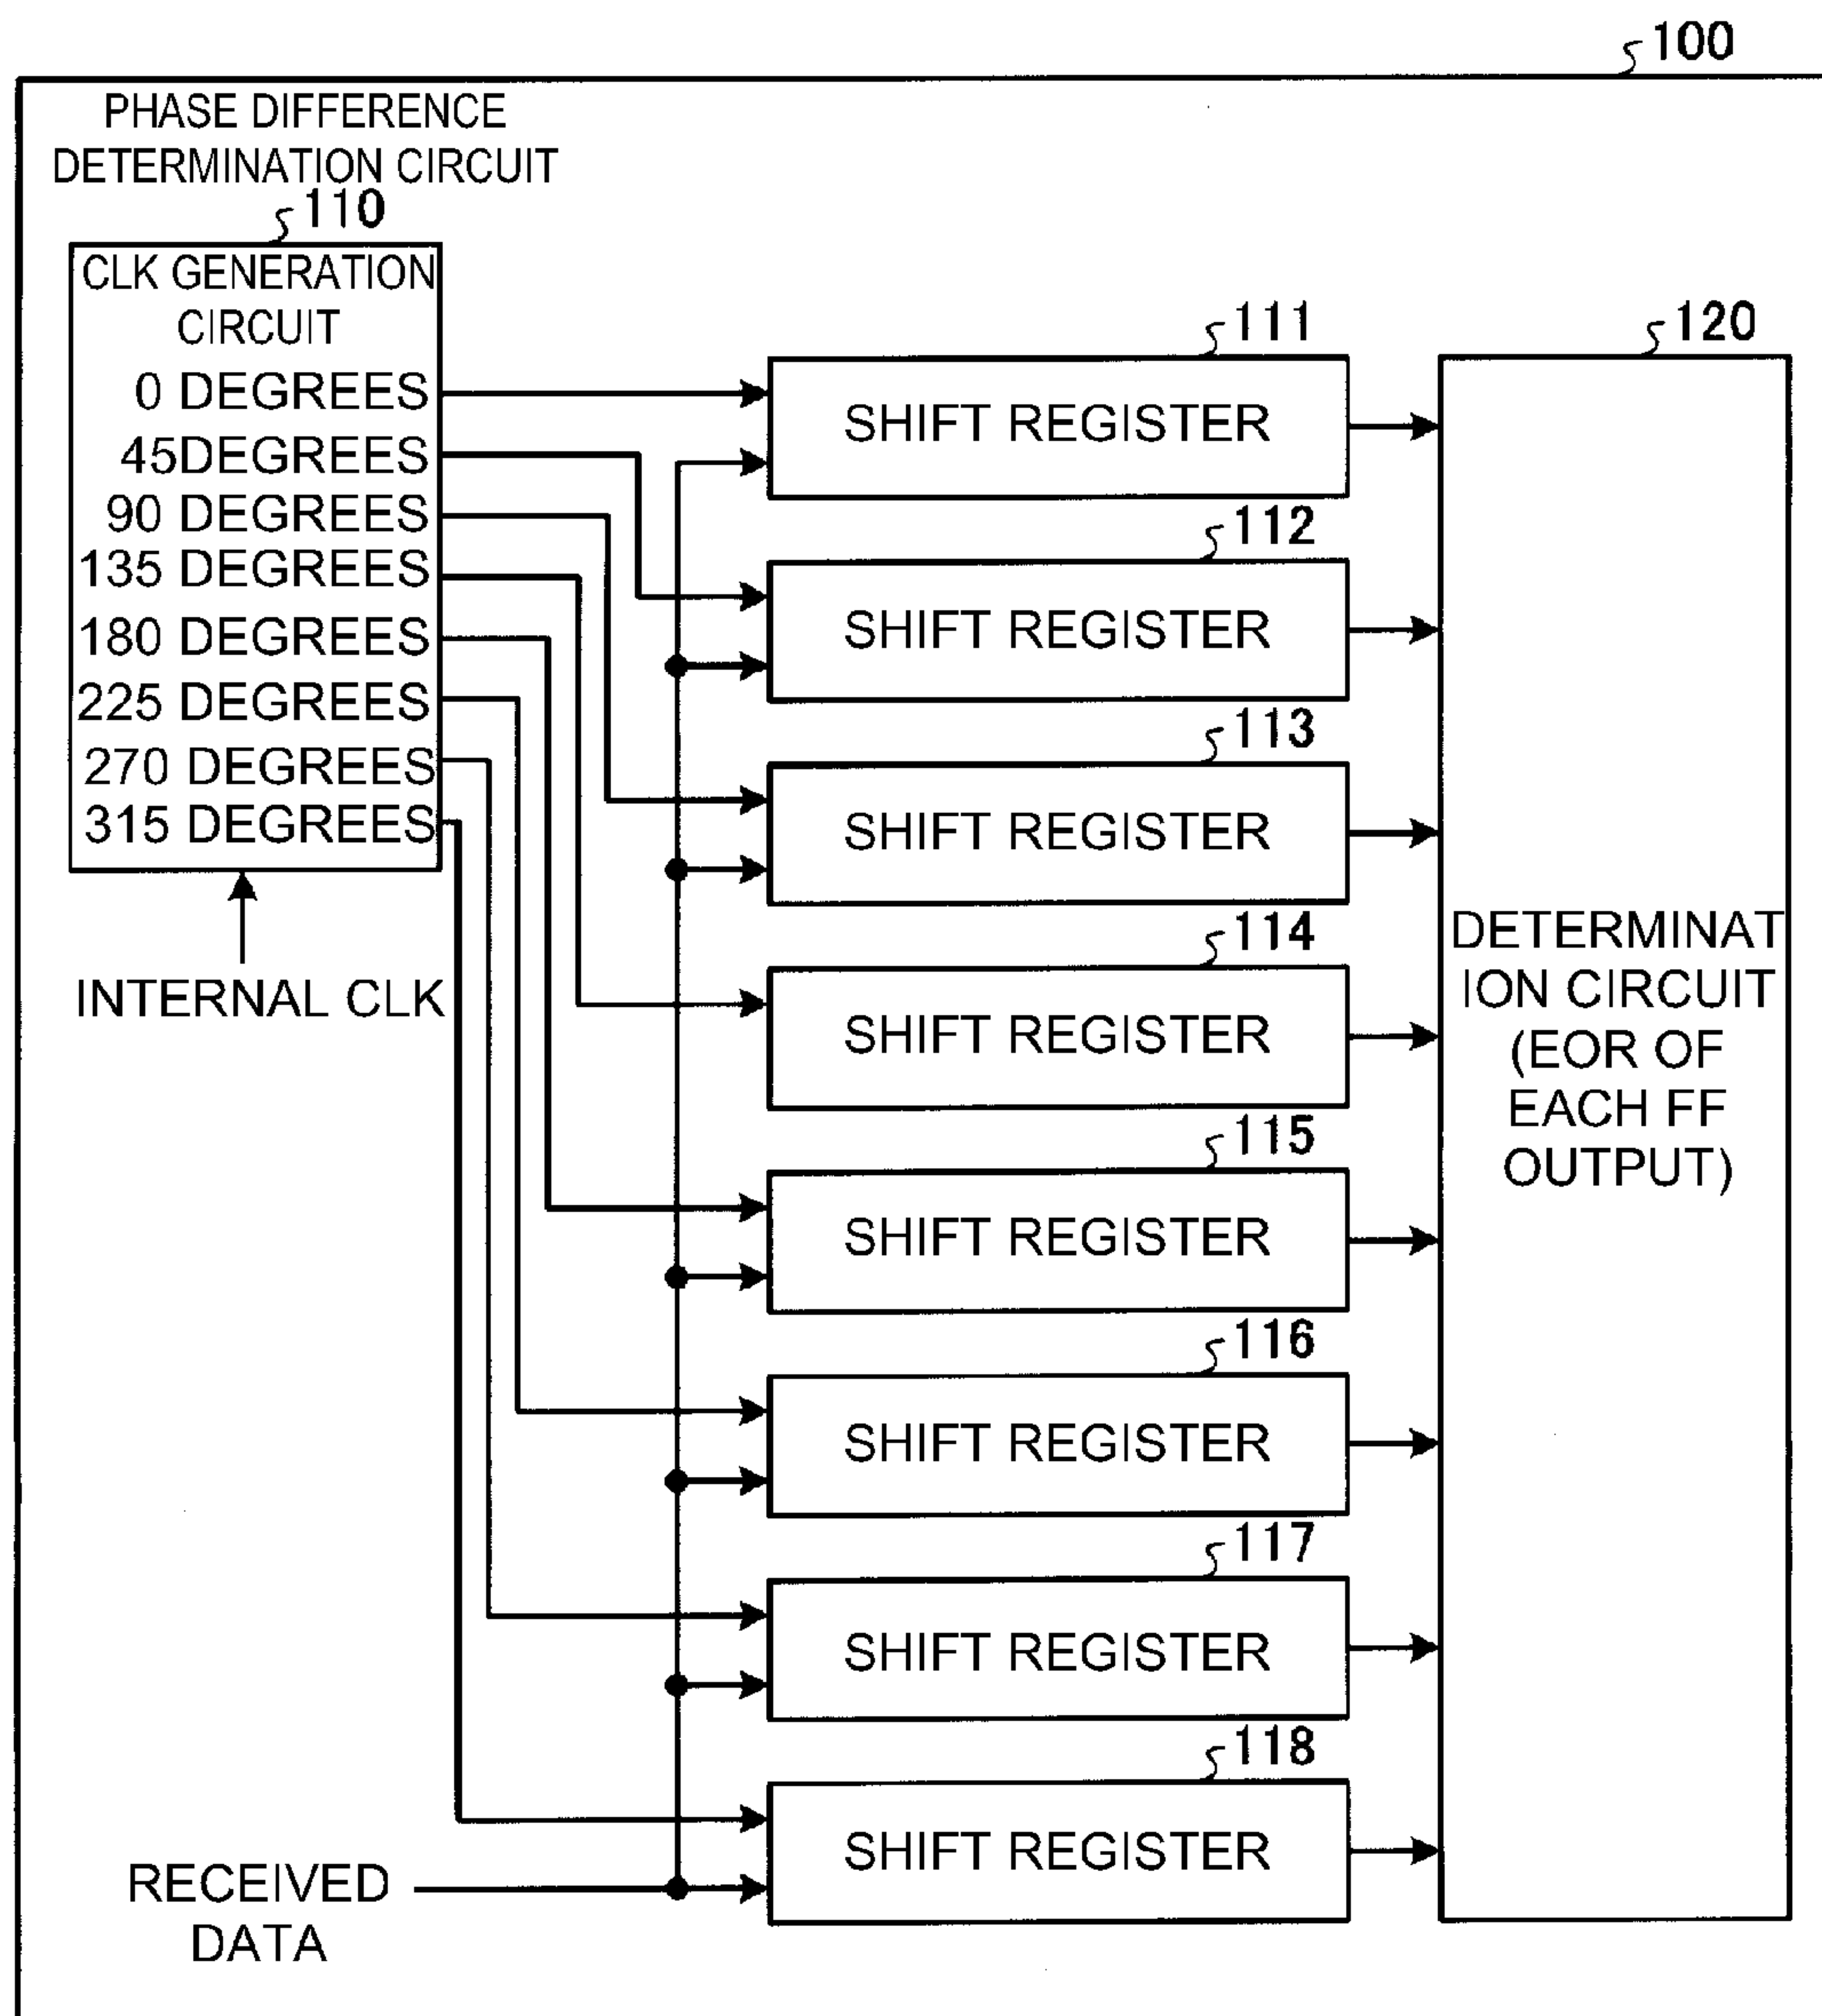 100
PHASE DIFFERENCE
DETERMINATION CIRCUIT
110
CLK GENERATION
CIRCUIT
0 DEGREES
45DEGREES
90 DEGREES
135 DEGREES
180 DEGREES
225 DEGREES
270 DEGREES
315 DEGREES
INTERNAL CLK
RECEIVED
DATA
111
SHIFT REGISTER
112
SHIFT REGISTER
113
SHIFT REGISTER
114
SHIFT REGISTER
115
SHIFT REGISTER
116
SHIFT REGISTER
117
SHIFT REGISTER
118
SHIFT REGISTER
120
DETERMINAT
ION CIRCUIT
(EOR OF
EACH FF
OUTPUT)